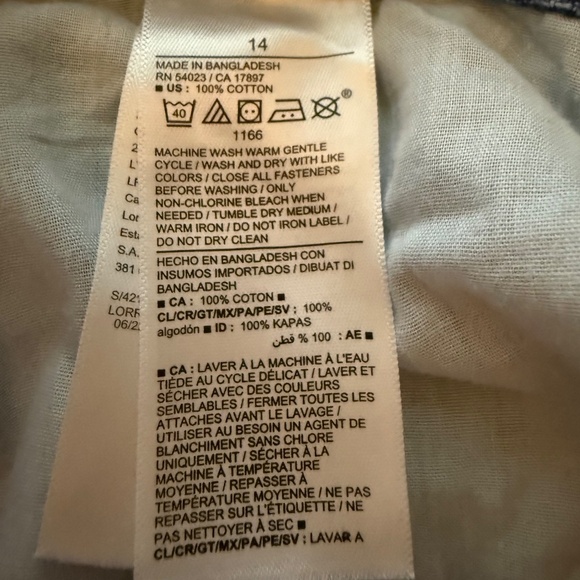 14
MADE IN BANGLADESH
RN 54023 / CA 17897
■ US : 100% COTTON
40
®
1166
MACHINE WASH WARM GENTLE
CYCLE / WASH AND DRY WITH LIKE
COLORS / CLOSE ALL FASTENERS
BEFORE WASHING / ONLY
NON-CHLORINE BLEACH WHEN
NEEDED / TUMBLE DRY MEDIUM /
WARM IRON / DO NOT IRON LABEL /
DO NOT DRY CLEAN
HECHO EN BANGLADESH CON
INSUMOS IMPORTADOS / DIBUAT DI
BANGLADESH
■ CA : 100% COTON ■
CL/CR/GT/MX/PA/PE/SV : 100%
algodón ■ ID : 100% KAPAS
■ AE : 100 % قطن
■ CA : LAVER À LA MACHINE À L'EAU
TIÈDE AU CYCLE DÉLICAT / LAVER ET
SÉCHER AVEC DES COULEURS
SEMBLABLES / FERMER TOUTES LES
ATTACHES AVANT LE LAVAGE /
UTILISER AU BESOIN UN AGENT DE
BLANCHIMENT SANS CHLORE
UNIQUEMENT / SÉCHER À LA
MACHINE À TEMPÉRATURE
MOYENNE / REPASSER À
TEMPÉRATURE MOYENNE / NE PAS
REPASSER SUR L'ÉTIQUETTE / NE
PAS NETTOYER À SEC ■
CL/CR/GT/MX/PA/PE/SV : LAVAR A
Lor
Est
S.A.
381
S/421
LORR
06/2